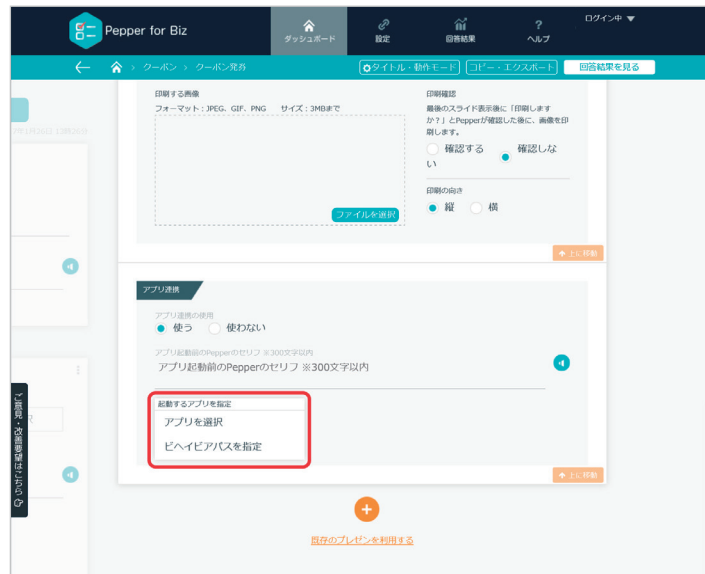 Pepper for Biz
ダッシュボード
設定
回答結果
ヘルプ
ログイン中 ▼
クーポン > クーポン発券
タイトル・動作モード
コピー・エクスポート
回答結果を見る
印刷する画像
フォーマット：JPEG、GIF、PNG サイズ：3MBまで
ファイルを選択
印刷確認
最後のスライド表示後に「印刷します
か？」とPepperが確認した後に、画像を印
刷します。
確認する 確認しな
い
印刷の向き
縦 横
上に移動
アプリ連携
アプリ連携の使用
使う 使わない
アプリ起動前のPepperのセリフ ※300文字以内
アプリ起動前のPepperのセリフ ※300文字以内
起動するアプリを指定
アプリを選択
ビヘイビアパスを指定
上に移動
既存のプレゼンを利用する
ご意見・改善要望はこちら